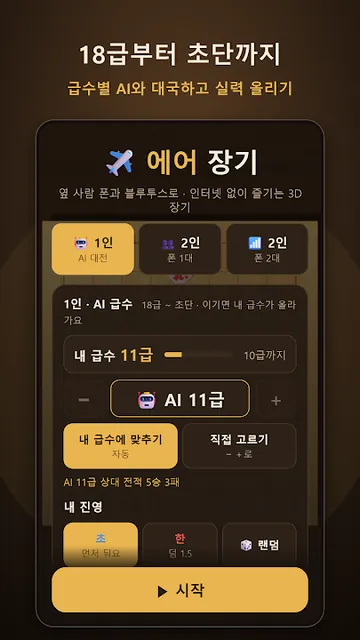 18급부터 초단까지
급수별 AI와 대국하고 실력 올리기
에어 장기
옆 사람 폰과 블루투스로 · 인터넷 없이 즐기는 3D
장기
1인
AI 대전
2인
폰 1대
2인
폰 2대
1인 · AI 급수 18급 ~ 초단 · 이기면 내 급수가 올라
가요
내 급수 11급 10급까지
− AI 11급 +
내 급수에 맞추기
자동
직접 고르기
− + 로
AI 11급 상대 전적 5승 3패
내 진영
초
먼저 둬요
한
덤 1.5
랜덤
▶ 시작